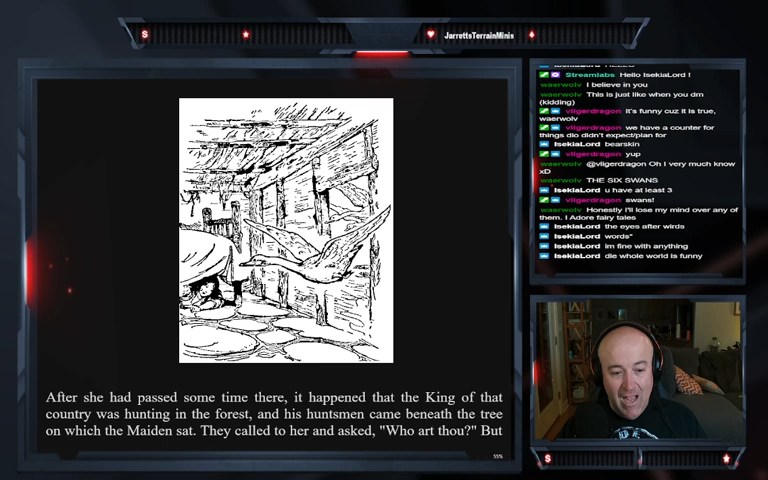 JarrettsTerrainMinis
Streamlabs Hello IsekiaLord !
waerwolv I believe in you
waerwolv This is just like when you dm
(kidding)
vligerdragon it's funny cuz it is true,
waerwolv
vligerdragon we have a counter for
things dio didn't expect/plan for
IsekiaLord bearskin
vligerdragon yup
waerwolv @vligerdragon Oh I very much know
xD
waerwolv THE SIX SWANS
IsekiaLord u have at least 3
vligerdragon swans!
waerwolv Honestly I'll lose my mind over any of
them. I Adore fairy tales
IsekiaLord the eyes after wirds
IsekiaLord words*
IsekiaLord im fine with anything
IsekiaLord die whole is funny
After she had passed some time there, it happened that the King of that
country was hunting in the forest, and his huntsmen came beneath the tree
on which the Maiden sat. They called to her and asked, "Who art thou?" But
55%